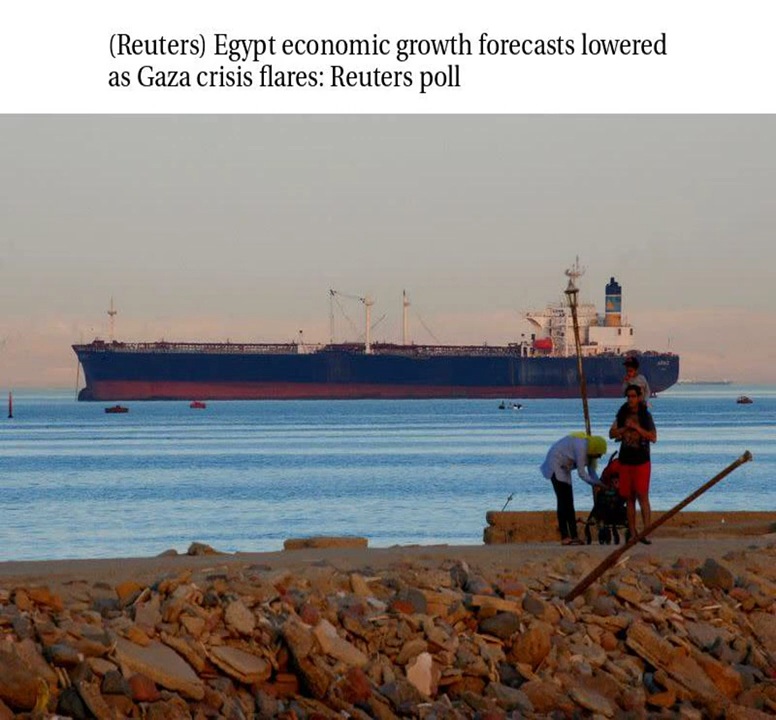 (Reuters) Egypt economic growth forecasts lowered
as Gaza crisis flares: Reuters poll